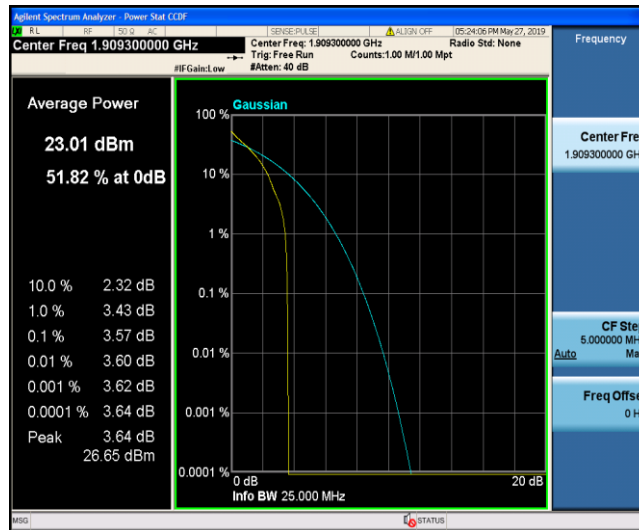 Agilent Spectrum Analyzer - Power Stat CCDF
RL RF 50 Ω AC SENSE:PULSE ALIGN OFF 05:24:06 PM May 27, 2019
Center Freq 1.909300000 GHz
Center Freq: 1.909300000 GHz Radio Std: None
Trig: Free Run Counts:1.00 M/1.00 Mpt
#IFGain:Low #Atten: 40 dB
Frequency
Average Power
23.01 dBm
51.82 % at 0dB
10.0 % 2.32 dB
1.0 % 3.43 dB
0.1 % 3.57 dB
0.01 % 3.60 dB
0.001 % 3.62 dB
0.0001 % 3.64 dB
Peak 3.64 dB
26.65 dBm
Gaussian
100 %
10 %
1 %
0.1 %
0.01 %
0.001 %
0.0001 %
0 dB 20 dB
Info BW 25.000 MHz
Center Fre
1.909300000 GH
CF Ste
5.000000 MH
Auto Ma
Freq Offse
0 H
MSG STATUS